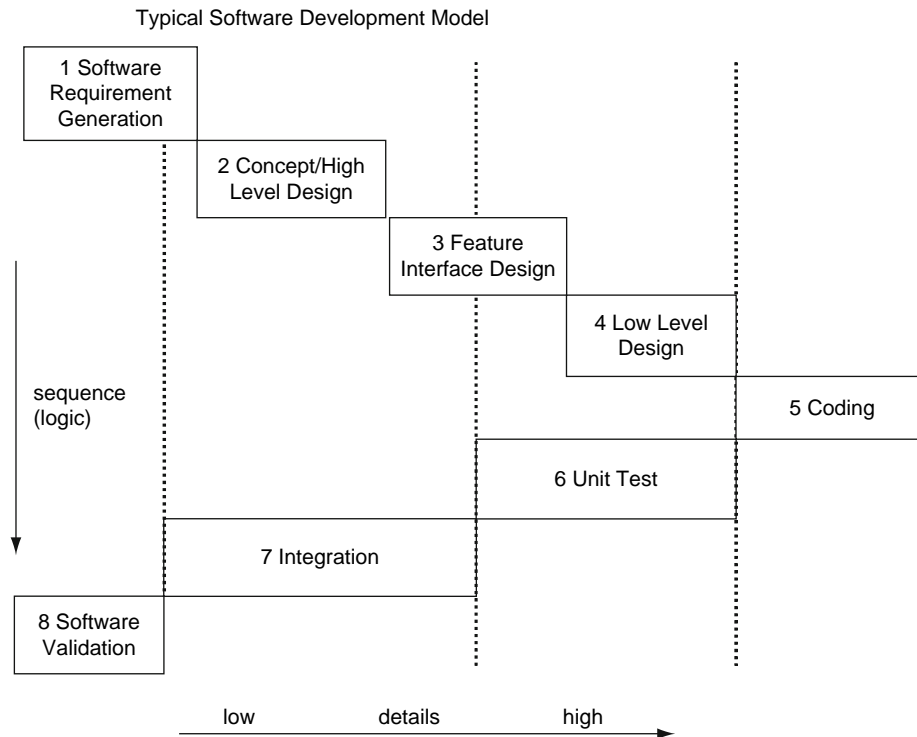 Typical Software Development Model
1 Software
Requirement
Generation
2 Concept/High
Level Design
3 Feature
Interface Design
4 Low Level
Design
sequence
(logic)
5 Coding
6 Unit Test
7 Integration
8 Software
Validation
low details high